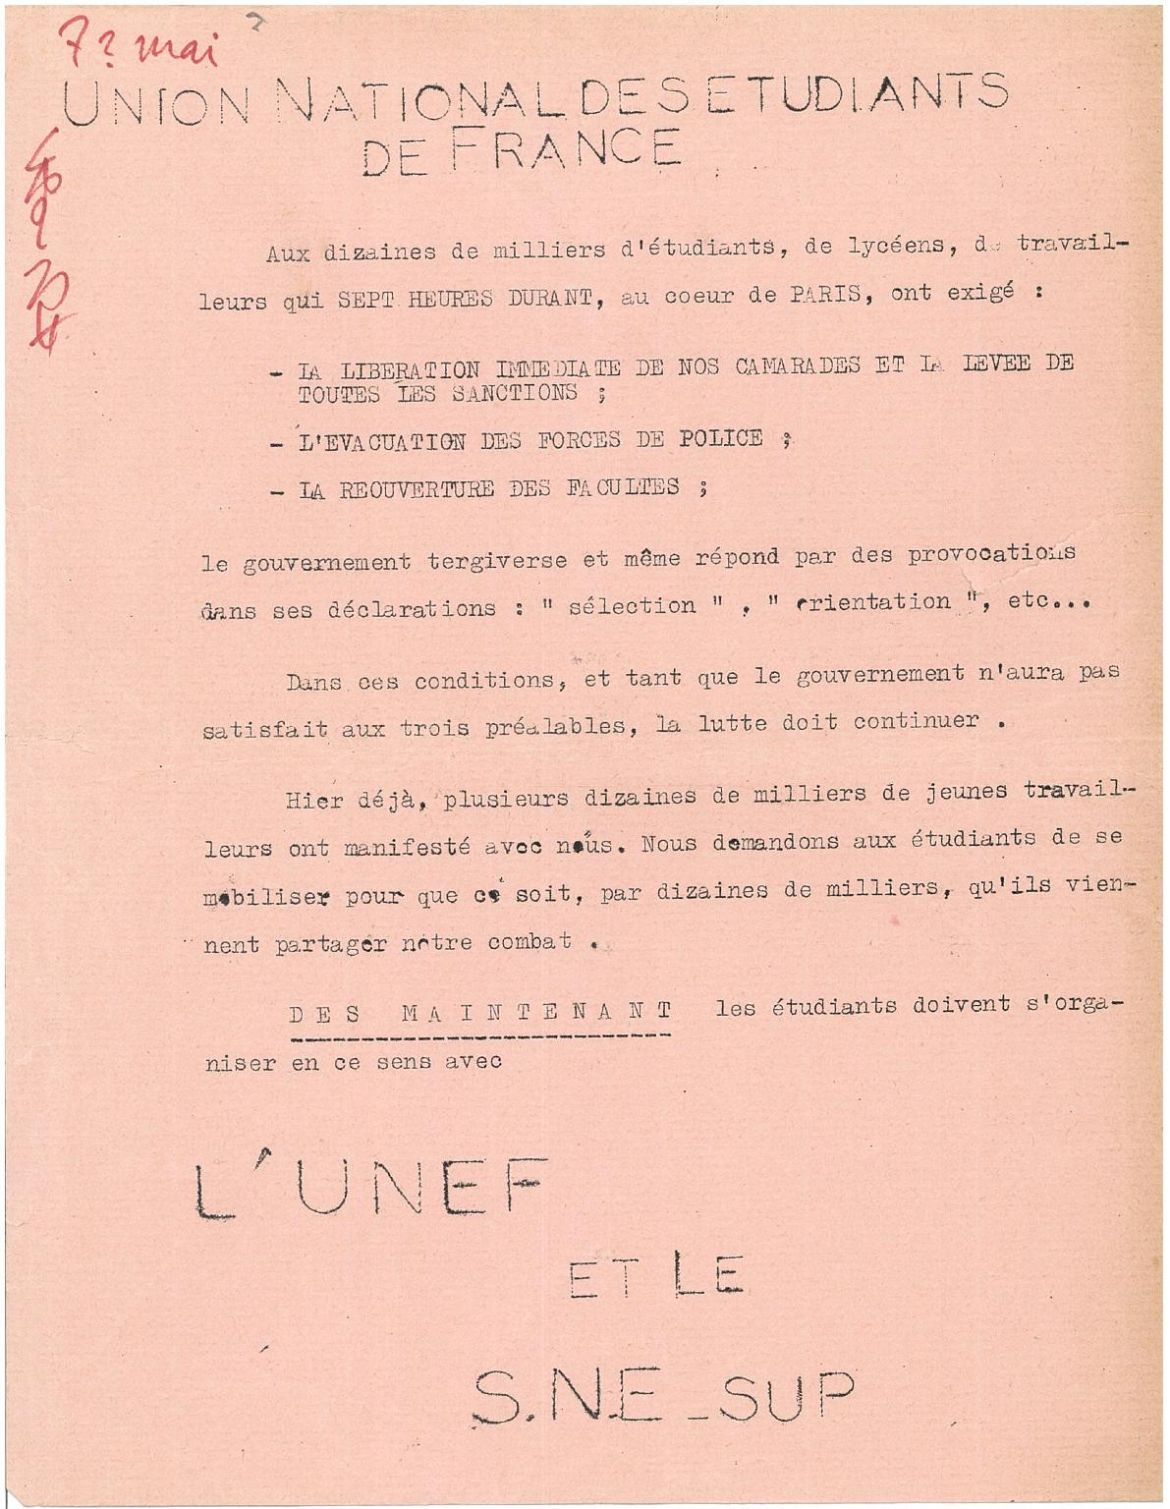 7? mai ?
UNION NATIONAL DES ETUDIANTS
DE FRANCE
Aux dizaines de milliers d'étudiants, de lycéens, de travail-
leurs qui SEPT HEURES DURANT, au coeur de PARIS, ont exigé :
- LA LIBERATION IMMEDIATE DE NOS CAMARADES ET LA LEVEE DE
TOUTES LES SANCTIONS ;
- L'EVACUATION DES FORCES DE POLICE ;
- LA REOUVERTURE DES FACULTES ;
le gouvernement tergiverse et même répond par des provocations
dans ses déclarations : " sélection " , " orientation ", etc...
Dans ces conditions, et tant que le gouvernement n'aura pas
satisfait aux trois préalables, la lutte doit continuer .
Hier déjà, plusieurs dizaines de milliers de jeunes travail-
leurs ont manifesté avec nous. Nous demandons aux étudiants de se
mobiliser pour que ce soit, par dizaines de milliers, qu'ils vien-
nent partager notre combat .
DES MAINTENANT les étudiants doivent s'orga-
niser en ce sens avec
L'UNEF
ET LE
S.N.E_SUP